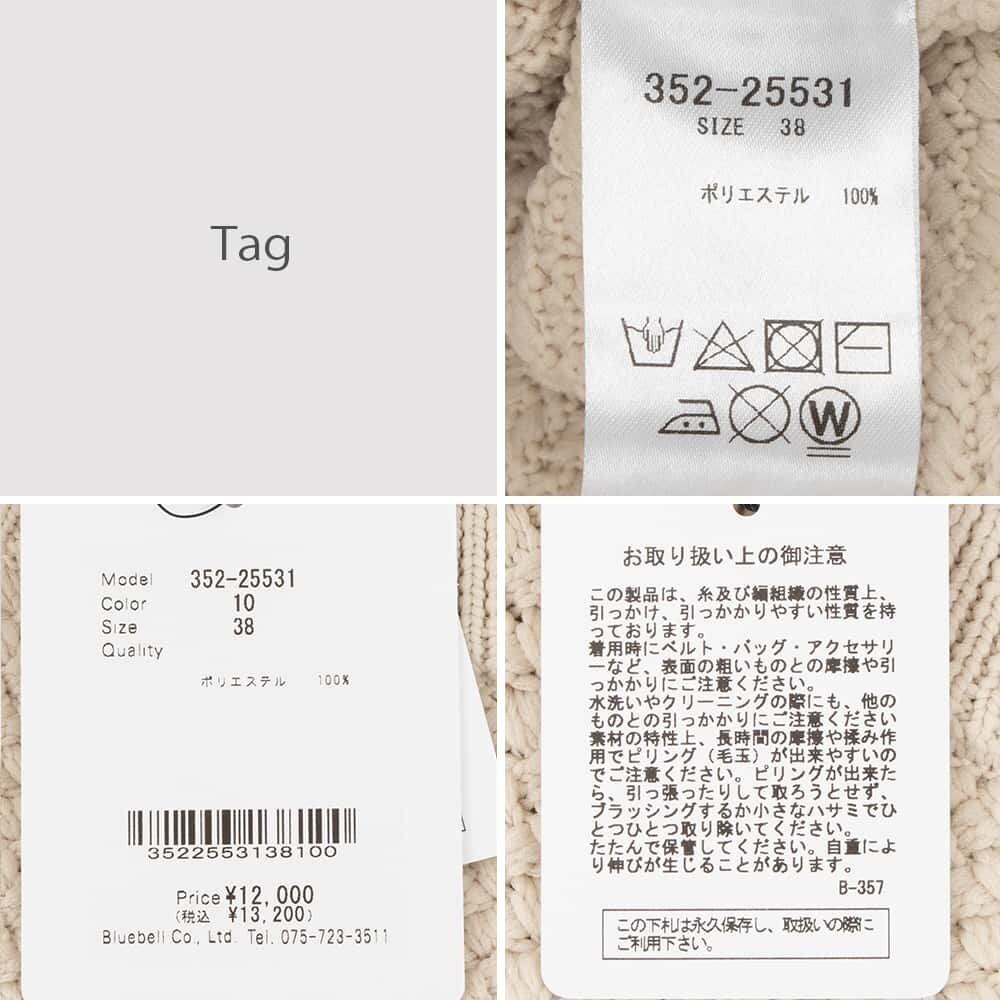 Tag
352-25531
SIZE 38
ポリエステル 100%
W
Model 352-25531
Color 10
Size 38
Quality
ポリエステル 100%
3522553138100
Price ¥12,000
(税込 ¥13,200)
Bluebell Co., Ltd. Tel. 075-723-3511
お取り扱い上の御注意
この製品は、糸及び編組織の性質上、
引っかけ、引っかかりやすい性質を持
っております。
着用時にベルト・バッグ・アクセサリ
ーなど、表面の粗いものとの摩擦や引
っかかりにご注意ください。
水洗いやクリーニングの際にも、他の
ものとの引っかかりにご注意ください
素材の特性上、長時間の摩擦や揉み作
用でピリング（毛玉）が出来やすいの
でご注意ください。ピリングが出来た
ら、引っ張ったりして取ろうとせず、
ブラッシングするか小さなハサミでひ
とつひとつ取り除いてください。
たたんで保管してください。自重によ
り伸びが生じることがあります。
B-357
この下札は永久保存し、取扱いの際に
ご利用下さい。